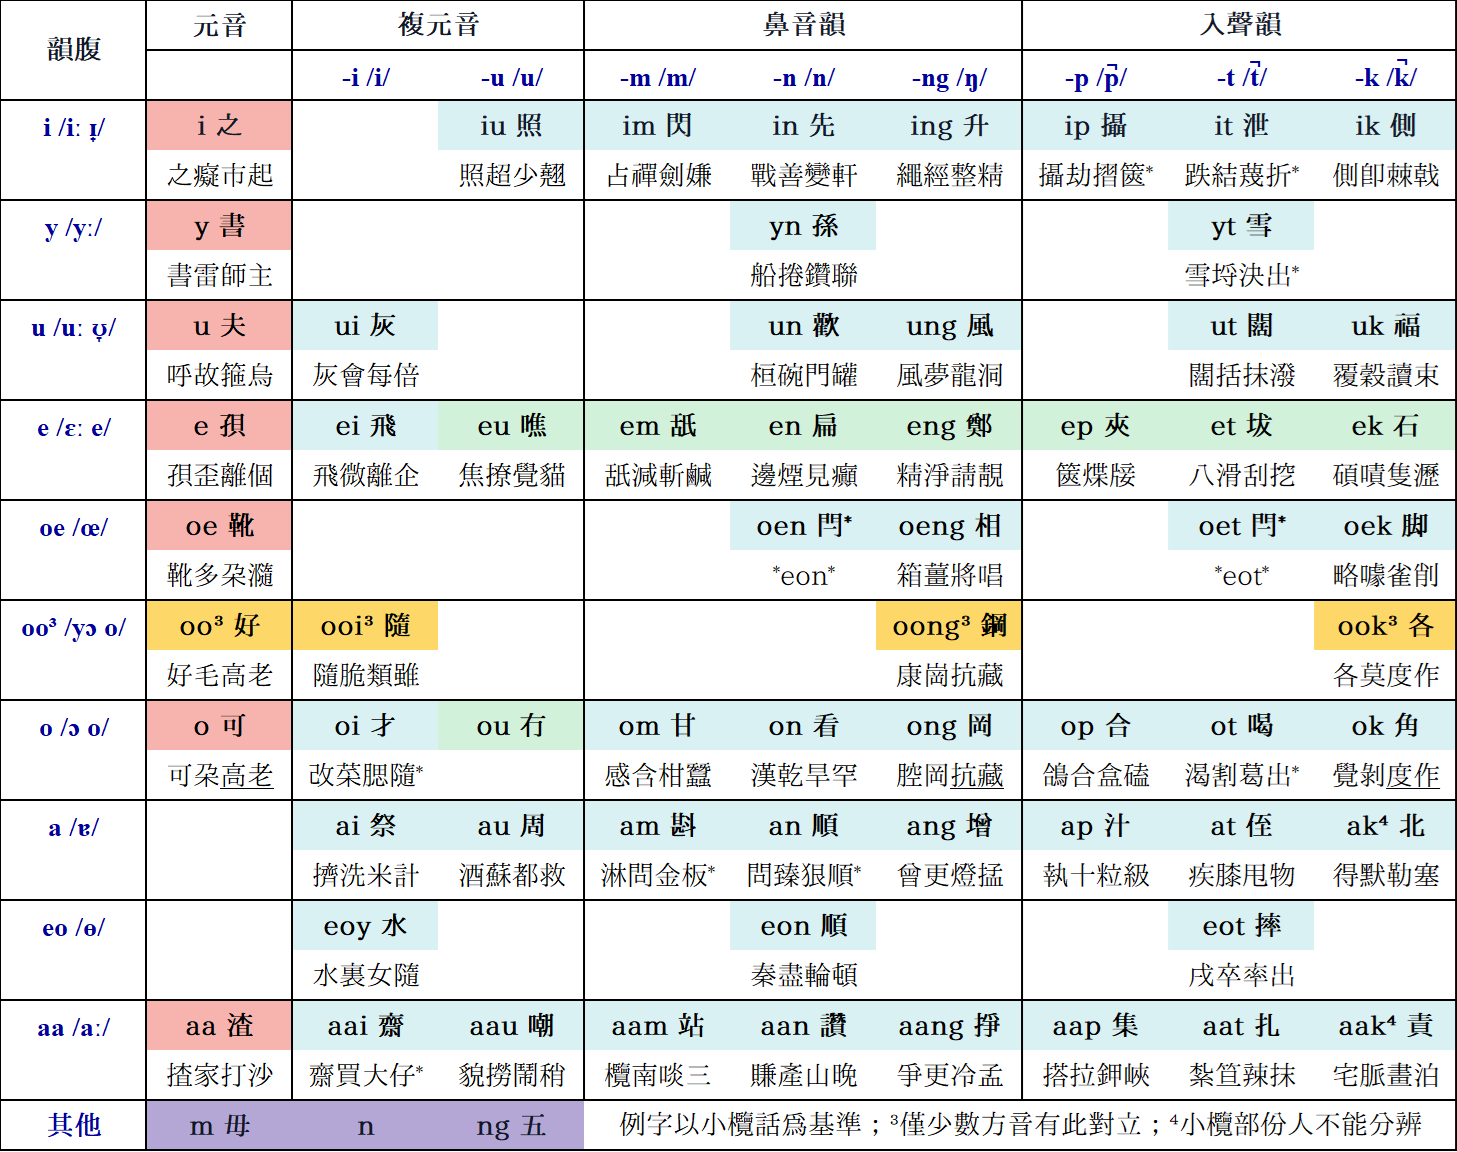 韻腹 元音 複元音 鼻音韻 入聲韻
-i /i/ -u /u/ -m /m/ -n /n/ -ng /ŋ/ -p /p̚/ -t /t̚/ -k /k̚/
i /iː ɪ̞/ i 之 iu 照 im 閃 in 先 ing 升 ip 攝 it 泄 ik 側
之癡市起 照超少翹 占禪劍嫌 戰善變軒 繩經整精 攝劫摺篋* 跌結蔑折* 側卽棘戟
y /yː/ y 書 yn 孫 yt 雪
書雷師主 船捲鑽聯 雪埒決出*
u /uː ʊ̞/ u 夫 ui 灰 un 歡 ung 風 ut 闊 uk 福
呼故箍烏 灰會每倍 桓碗門罐 風夢龍洞 闊括抹潑 覆穀讀束
e /ɛː e/ e 孭 ei 飛 eu 噍 em 舐 en 扁 eng 鄭 ep 夾 et 坺 ek 石
孭歪離個 飛微離企 焦撩覺貓 舐減斬鹹 邊煙見癲 精淨請靚 篋煠㬹 八滑刮挖 碩嘖隻瀝
oe /œ/ oe 靴 oen 閂* oeng 相 oet 閂* oek 脚
靴多朶瀡 *eon* 箱薑將唱 *eot* 略噱雀削
oo³ /yɔ o/ oo³ 好 ooi³ 隨 oong³ 鋼 ook³ 各
好毛高老 隨脆類雖 康崗抗藏 各莫度作
o /ɔ o/ o 可 oi 才 ou 冇 om 甘 on 看 ong 岡 op 合 ot 喝 ok 角
可朶高老 改菜腮隨* 感含柑蠶 漢乾旱罕 腔岡抗藏 鴿合盒磕 渴割葛出* 覺剝度作
a /ɐ/ ai 祭 au 周 am 斟 an 順 ang 增 ap 汁 at 侄 ak⁴ 北
擠洗米計 酒蘇都救 淋問金板* 問臻狠順* 曾更燈掹 執十粒級 疾膝甩物 得默勒塞
eo /ɵ/ eoy 水 eon 順 eot 摔
水裏女隨 秦盡輪頓 戌卒率出
aa /aː/ aa 渣 aai 齋 aau 嘲 aam 站 aan 讚 aang 掙 aap 集 aat 扎 aak⁴ 責
揸家打沙 齋買大仔* 貌撈鬧稍 欖南啖三 賺產山晚 爭更冷孟 搭拉鉀峽 紮笪辣抹 宅脈畫泊
其他 m 毋 n ng 五 例字以小欖話爲基準；³僅少數方音有此對立；⁴小欖部份人不能分辨